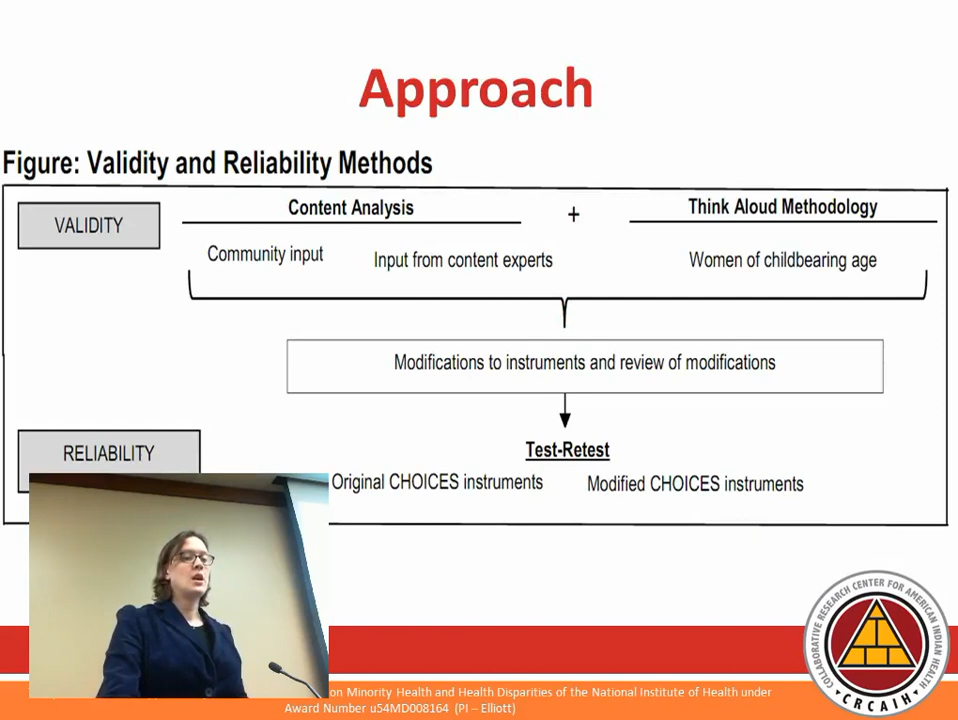 Approach
Figure: Validity and Reliability Methods
VALIDITY
Content Analysis
+
Think Aloud Methodology
Community input
Input from content experts
Women of childbearing age
Modifications to instruments and review of modifications
RELIABILITY
Test-Retest
Original CHOICES instruments
Modified CHOICES instruments
COLLABORATIVE RESEARCH CENTER FOR AMERICAN INDIAN HEALTH
CRCAIH
on Minority Health and Health Disparities of the National Institute of Health under
Award Number u54MD008164 (PI – Elliott)